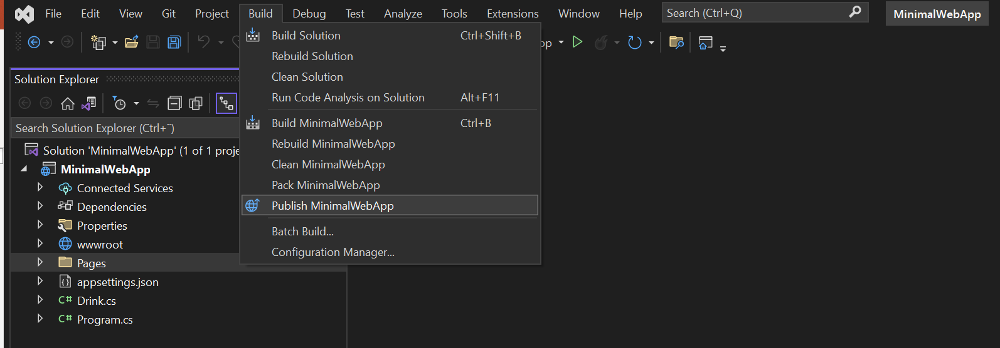 File Edit View Git Project Build Debug Test Analyze Tools Extensions Window Help Search (Ctrl+Q) MinimalWebApp
pp
Build Solution Ctrl+Shift+B
Rebuild Solution
Clean Solution
Run Code Analysis on Solution Alt+F11
Build MinimalWebApp Ctrl+B
Rebuild MinimalWebApp
Clean MinimalWebApp
Pack MinimalWebApp
Publish MinimalWebApp
Batch Build...
Configuration Manager...
Solution Explorer
Search Solution Explorer (Ctrl+¨)
Solution 'MinimalWebApp' (1 of 1 proje
MinimalWebApp
Connected Services
Dependencies
Properties
wwwroot
Pages
appsettings.json
C# Drink.cs
C# Program.cs